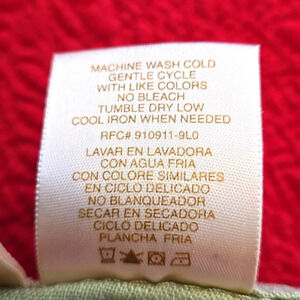 MACHINE WASH COLD
GENTLE CYCLE
WITH LIKE COLORS
NO BLEACH
TUMBLE DRY LOW
COOL IRON WHEN NEEDED
RFC# 910911-9L0
LAVAR EN LAVADORA
CON AGUA FRIA
CON COLORE SIMILARES
EN CICLO DELICADO
NO BLANQUEADOR
SECAR EN SECADORA
CICLO DELICADO
PLANCHA FRIA